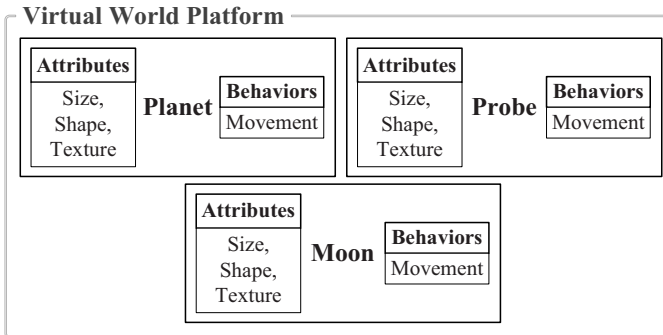 Virtual World Platform
Attributes
Size,
Shape,
Texture
Planet
Behaviors
Movement
Attributes
Size,
Shape,
Texture
Probe
Behaviors
Movement
Attributes
Size,
Shape,
Texture
Moon
Behaviors
Movement